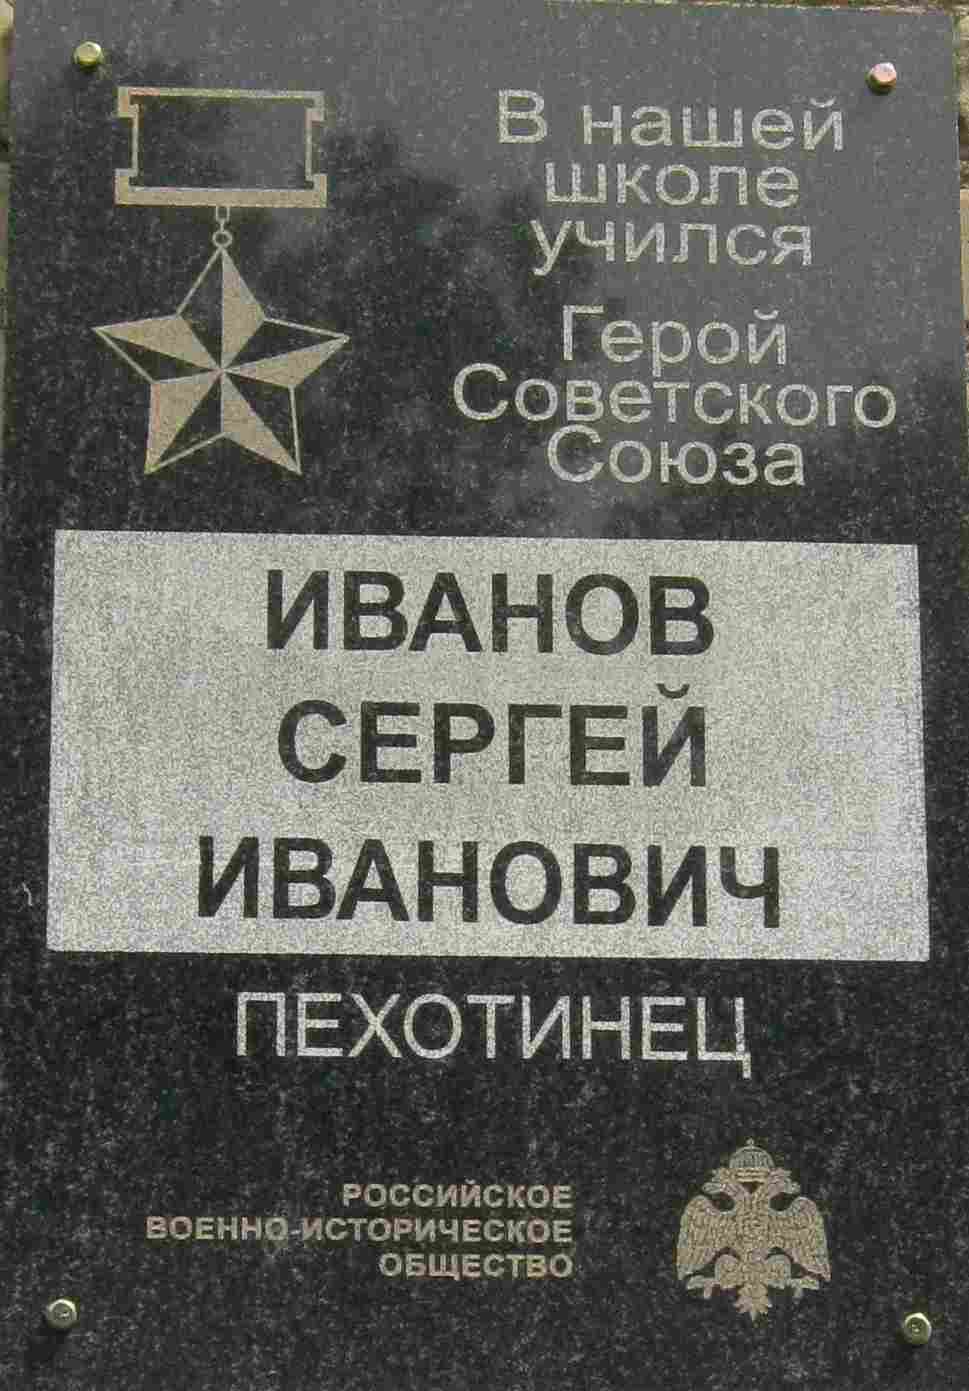 В нашей
школе
учился
Герой
Советского
Союза
ИВАНОВ
СЕРГЕЙ
ИВАНОВИЧ
ПЕХОТИНЕЦ
РОССИЙСКОЕ
ВОЕННО-ИСТОРИЧЕСКОЕ
ОБЩЕСТВО